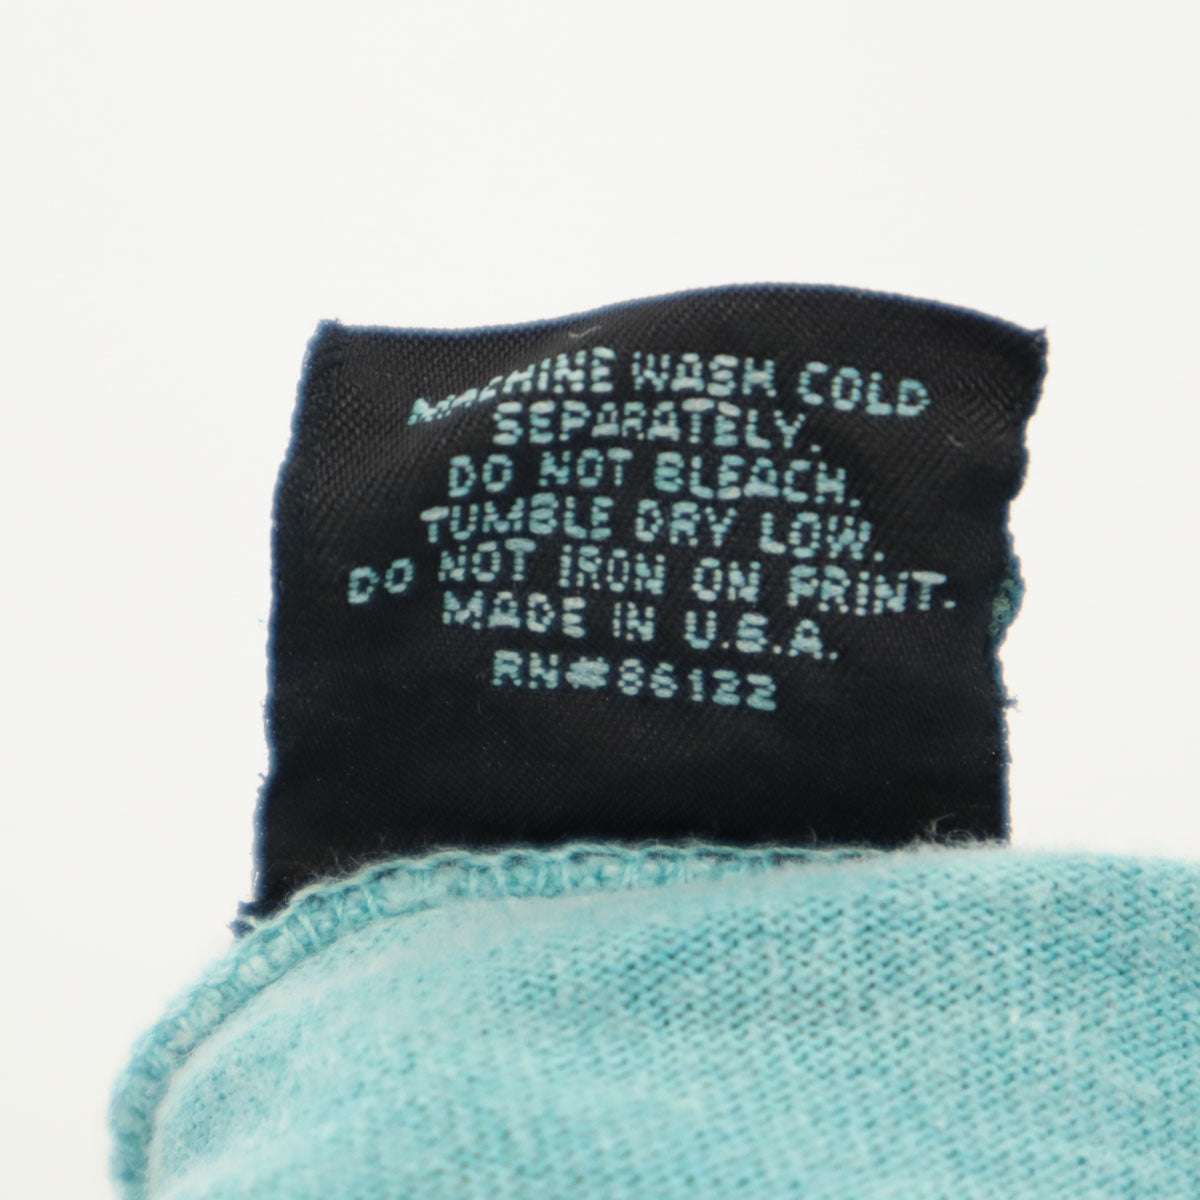 MACHINE WASH COLD
SEPARATELY.
DO NOT BLEACH.
TUMBLE DRY LOW.
DO NOT IRON ON PRINT.
MADE IN U.S.A.
RN#86122